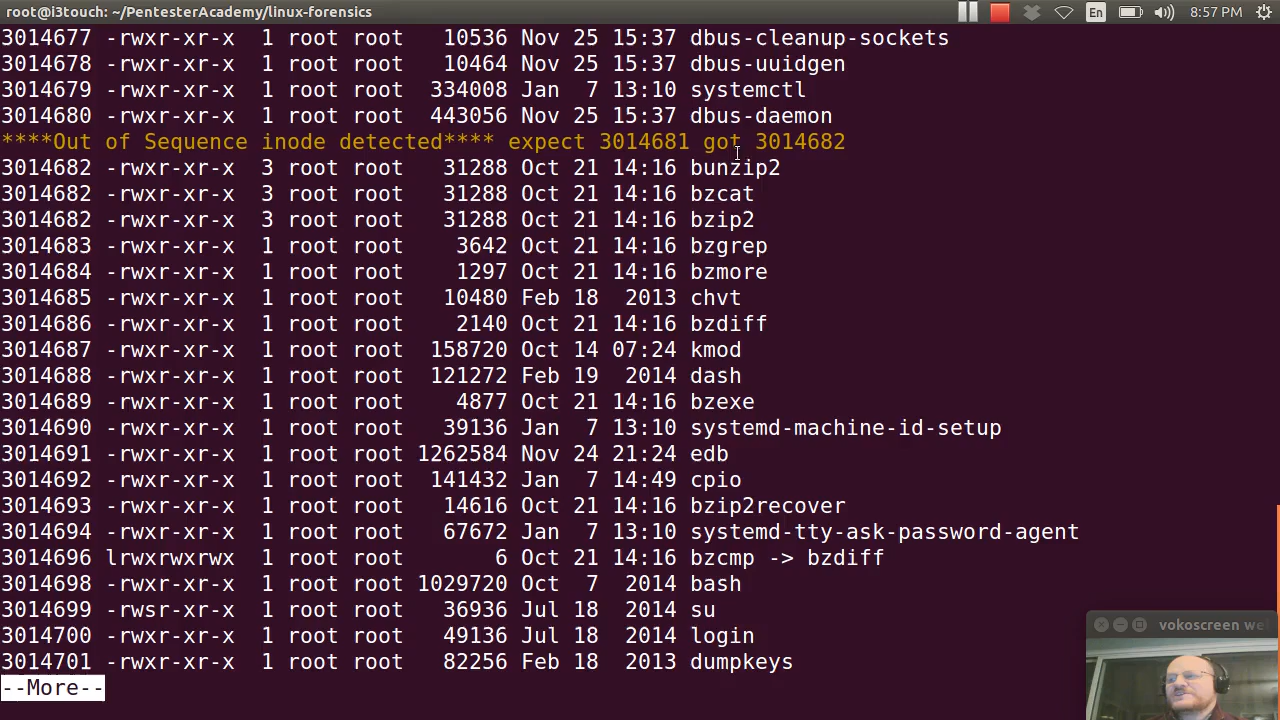 root@i3touch: ~/PentesterAcademy/linux-forensics En 8:57 PM
3014677 -rwxr-xr-x 1 root root 10536 Nov 25 15:37 dbus-cleanup-sockets
3014678 -rwxr-xr-x 1 root root 10464 Nov 25 15:37 dbus-uuidgen
3014679 -rwxr-xr-x 1 root root 334008 Jan 7 13:10 systemctl
3014680 -rwxr-xr-x 1 root root 443056 Nov 25 15:37 dbus-daemon
****Out of Sequence inode detected**** expect 3014681 got 3014682
3014682 -rwxr-xr-x 3 root root 31288 Oct 21 14:16 bunzip2
3014682 -rwxr-xr-x 3 root root 31288 Oct 21 14:16 bzcat
3014682 -rwxr-xr-x 3 root root 31288 Oct 21 14:16 bzip2
3014683 -rwxr-xr-x 1 root root 3642 Oct 21 14:16 bzgrep
3014684 -rwxr-xr-x 1 root root 1297 Oct 21 14:16 bzmore
3014685 -rwxr-xr-x 1 root root 10480 Feb 18 2013 chvt
3014686 -rwxr-xr-x 1 root root 2140 Oct 21 14:16 bzdiff
3014687 -rwxr-xr-x 1 root root 158720 Oct 14 07:24 kmod
3014688 -rwxr-xr-x 1 root root 121272 Feb 19 2014 dash
3014689 -rwxr-xr-x 1 root root 4877 Oct 21 14:16 bzexe
3014690 -rwxr-xr-x 1 root root 39136 Jan 7 13:10 systemd-machine-id-setup
3014691 -rwxr-xr-x 1 root root 1262584 Nov 24 21:24 edb
3014692 -rwxr-xr-x 1 root root 141432 Jan 7 14:49 cpio
3014693 -rwxr-xr-x 1 root root 14616 Oct 21 14:16 bzip2recover
3014694 -rwxr-xr-x 1 root root 67672 Jan 7 13:10 systemd-tty-ask-password-agent
3014696 lrwxrwxrwx 1 root root 6 Oct 21 14:16 bzcmp -> bzdiff
3014698 -rwxr-xr-x 1 root root 1029720 Oct 7 2014 bash
3014699 -rwsr-xr-x 1 root root 36936 Jul 18 2014 su
3014700 -rwxr-xr-x 1 root root 49136 Jul 18 2014 login
3014701 -rwxr-xr-x 1 root root 82256 Feb 18 2013 dumpkeys
--More--
vokoscreen we